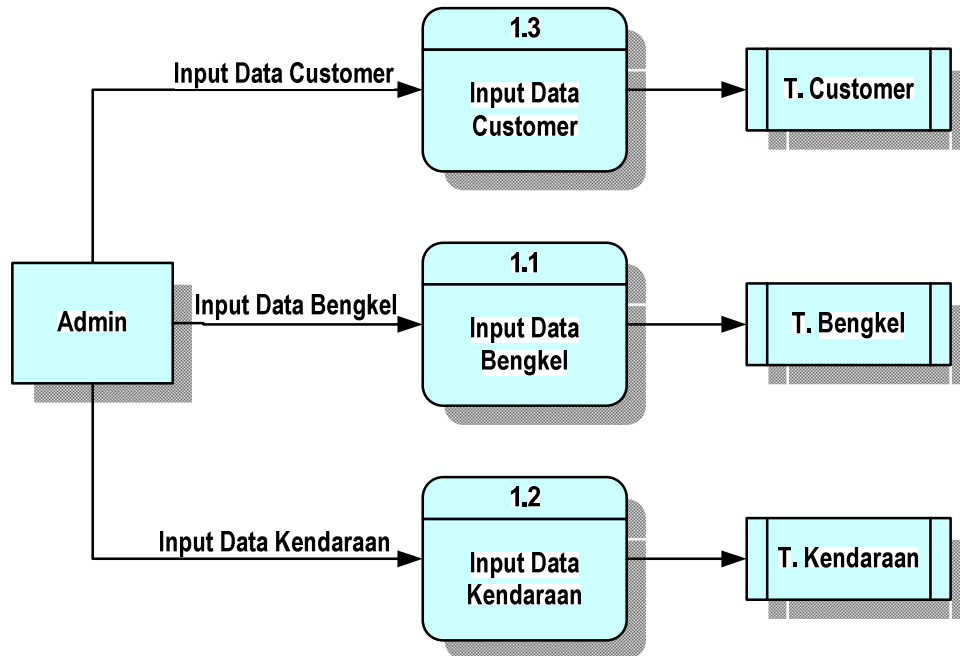 1.3
Input Data Customer
Input Data
Customer
T. Customer
1.1
Admin
Input Data Bengkel
Input Data
Bengkel
T. Bengkel
1.2
Input Data Kendaraan
Input Data
Kendaraan
T. Kendaraan